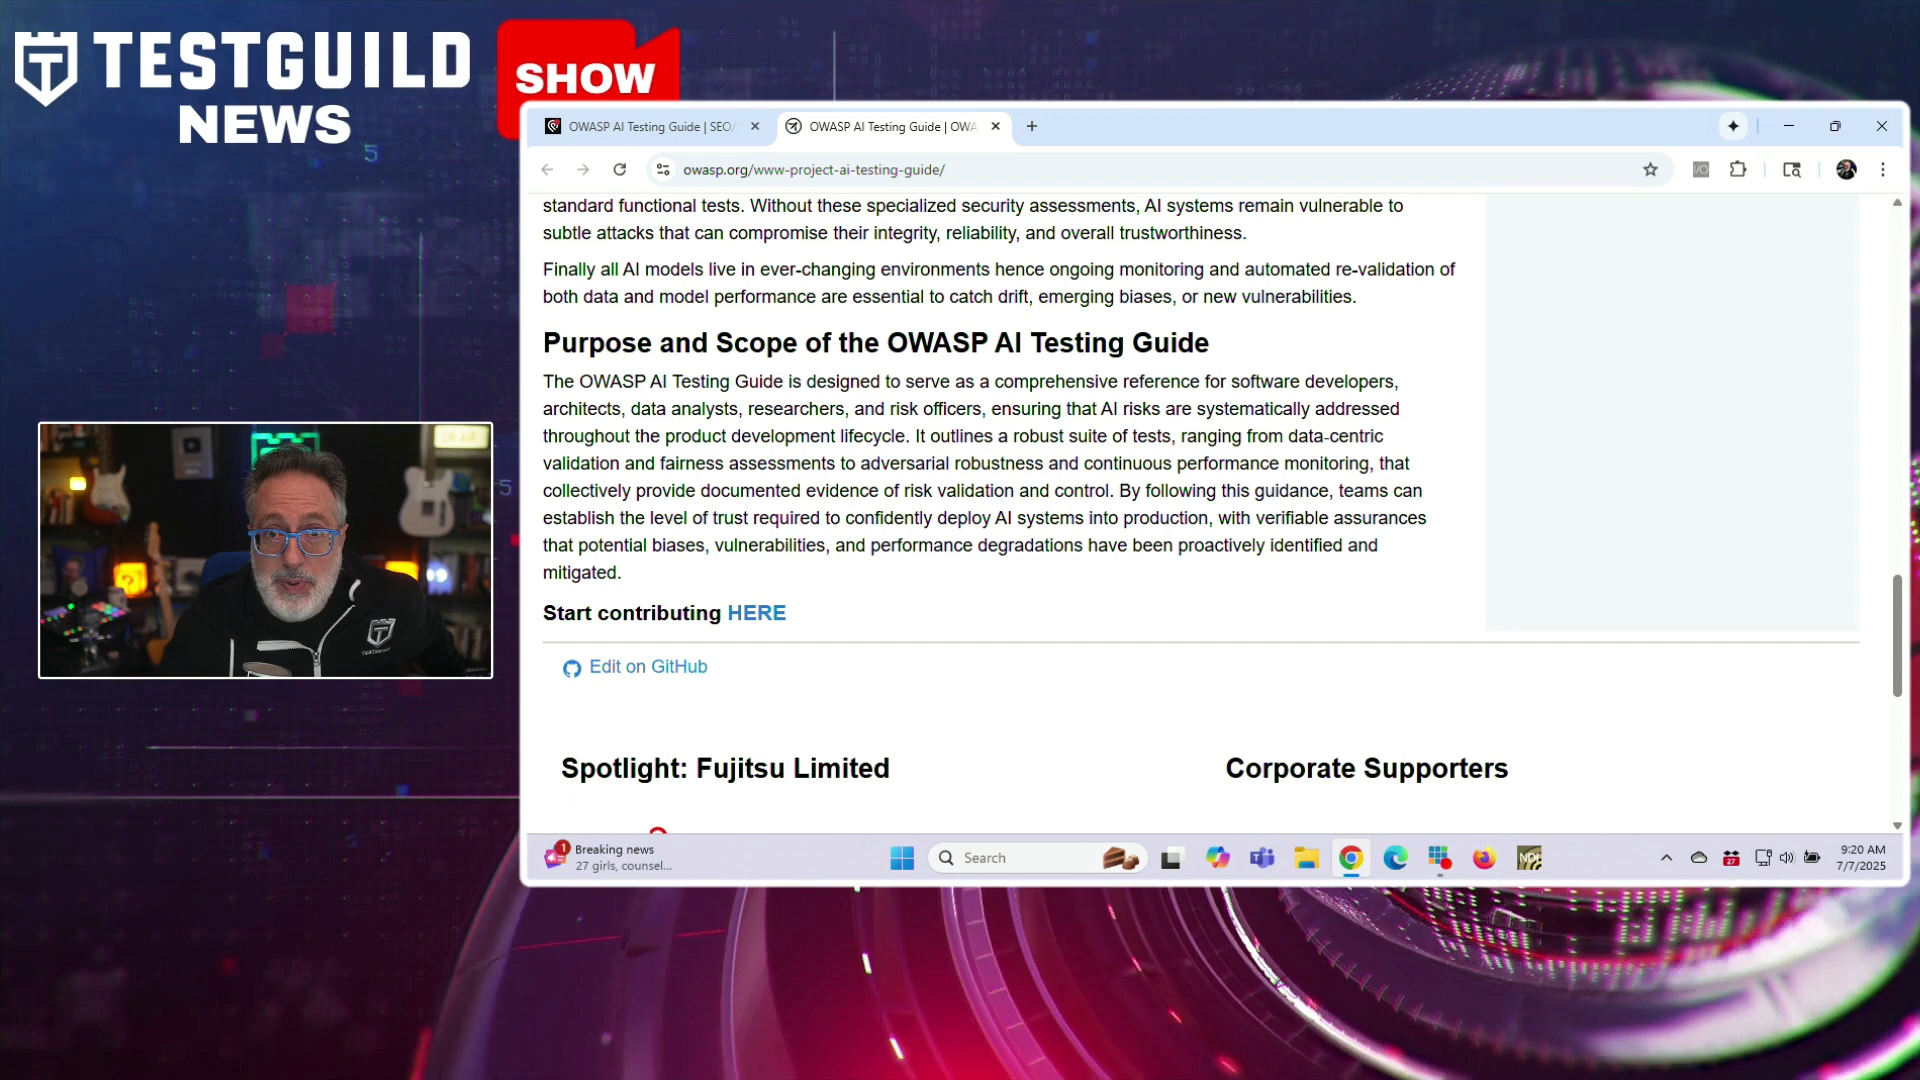 TESTGUILD
NEWS
SHOW
OWASP AI Testing Guide | SEO/
OWASP AI Testing Guide | OWA
owasp.org/www-project-ai-testing-guide/
standard functional tests. Without these specialized security assessments, AI systems remain vulnerable to
subtle attacks that can compromise their integrity, reliability, and overall trustworthiness.
Finally all AI models live in ever-changing environments hence ongoing monitoring and automated re-validation of
both data and model performance are essential to catch drift, emerging biases, or new vulnerabilities.
Purpose and Scope of the OWASP AI Testing Guide
The OWASP AI Testing Guide is designed to serve as a comprehensive reference for software developers,
architects, data analysts, researchers, and risk officers, ensuring that AI risks are systematically addressed
throughout the product development lifecycle. It outlines a robust suite of tests, ranging from data-centric
validation and fairness assessments to adversarial robustness and continuous performance monitoring, that
collectively provide documented evidence of risk validation and control. By following this guidance, teams can
establish the level of trust required to confidently deploy AI systems into production, with verifiable assurances
that potential biases, vulnerabilities, and performance degradations have been proactively identified and
mitigated.
Start contributing HERE
Edit on GitHub
Spotlight: Fujitsu Limited
Corporate Supporters
1
Breaking news
27 girls, counsel...
Search
27
9:20 AM
7/7/2025